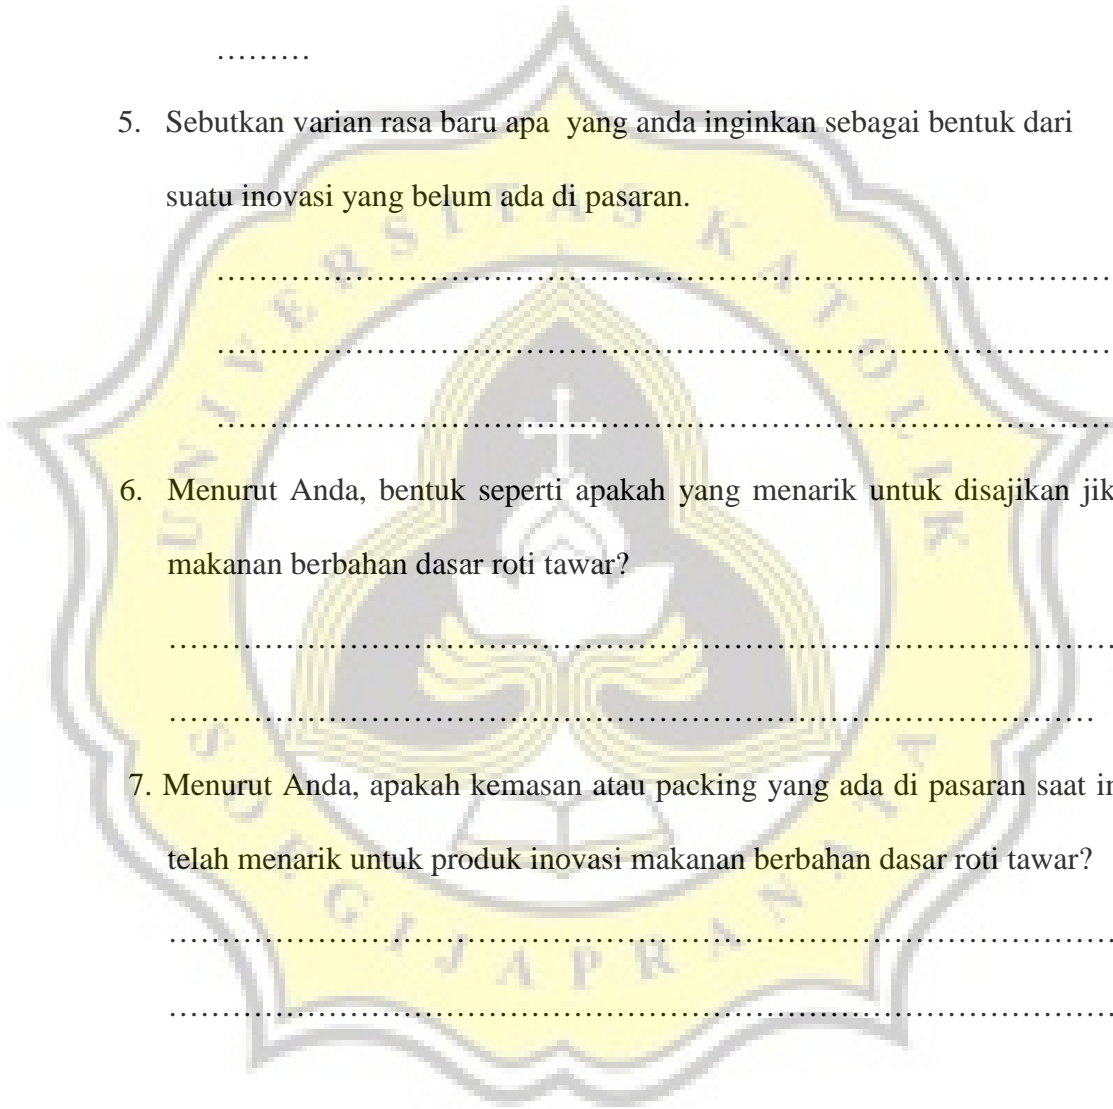 ………
5. Sebutkan varian rasa baru apa yang anda inginkan sebagai bentuk dari
suatu inovasi yang belum ada di pasaran.
……………………………………………………………………………
……………………………………………………………………………
……………………………………………………………………………
6. Menurut Anda, bentuk seperti apakah yang menarik untuk disajikan jik
makanan berbahan dasar roti tawar?
……………………………………………………………………………
……………………………………………………………………………
7. Menurut Anda, apakah kemasan atau packing yang ada di pasaran saat in
telah menarik untuk produk inovasi makanan berbahan dasar roti tawar?
……………………………………………………………………………
……………………………………………………………………………
UNIVERSITAS KATOLIK
SOEGIJAPRANATA